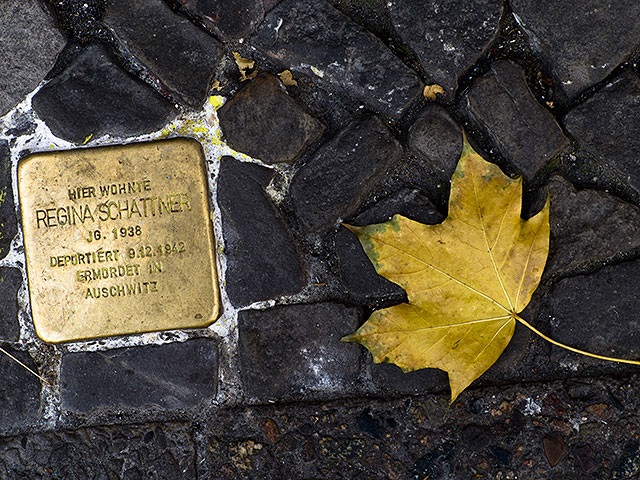 HIER WOHNTE
REGINA SCHATTNER
JG. 1938
DEPORTIERT 9.12.1942
ERMORDET IN
AUSCHWITZ